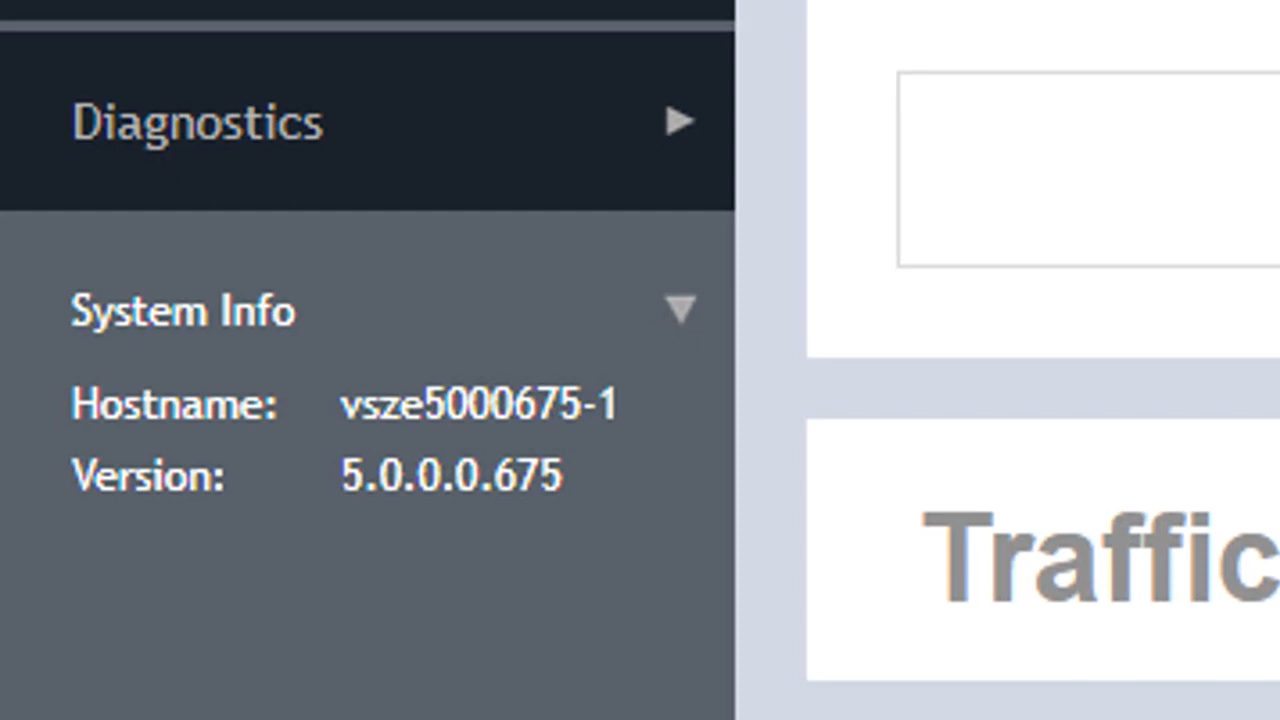 Diagnostics
System Info
Hostname: vsze5000675-1
Version: 5.0.0.0.675
Traffic